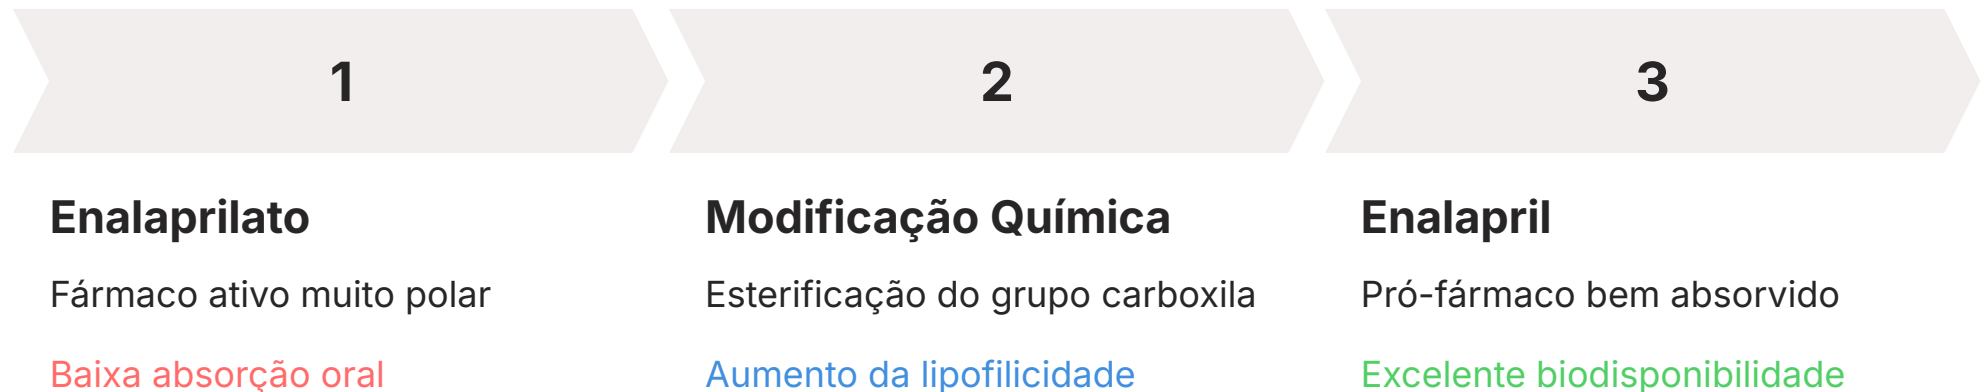 1
2
3
Enalaprilato
Fármaco ativo muito polar
Baixa absorção oral
Modificação Química
Esterificação do grupo carboxila
Aumento da lipofilicidade
Enalapril
Pró-fármaco bem absorvido
Excelente biodisponibilidade